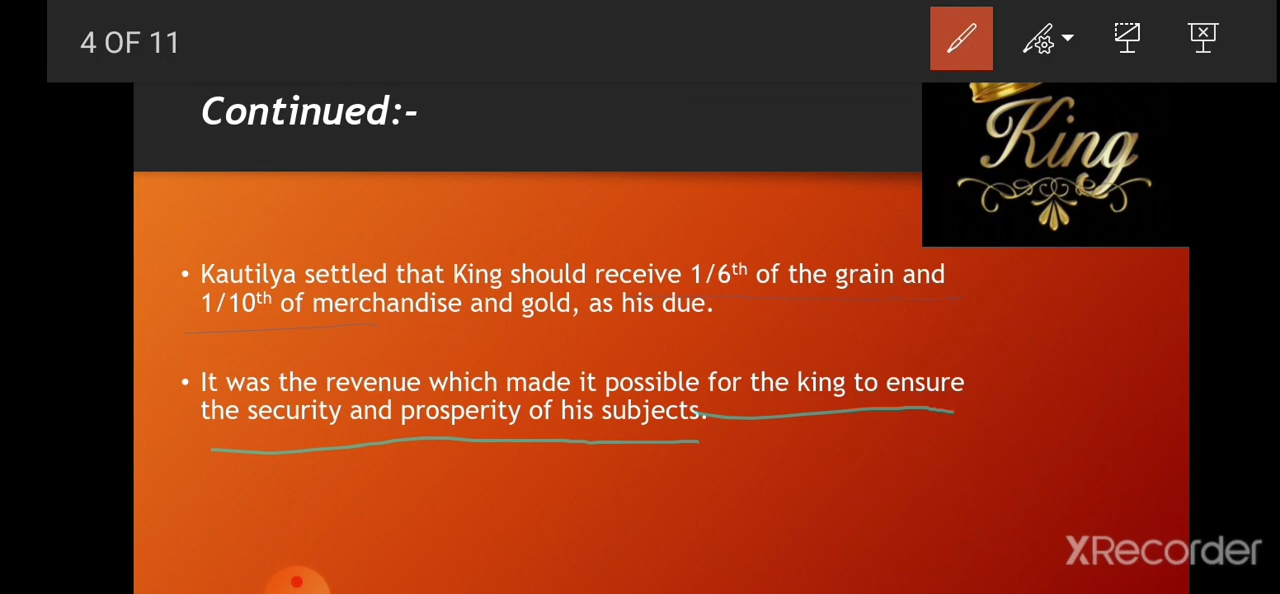 4 OF 11
Continued:-
King
• Kautilya settled that King should receive 1/6th of the grain and
1/10th of merchandise and gold, as his due.
• It was the revenue which made it possible for the king to ensure
the security and prosperity of his subjects.
XRecorder